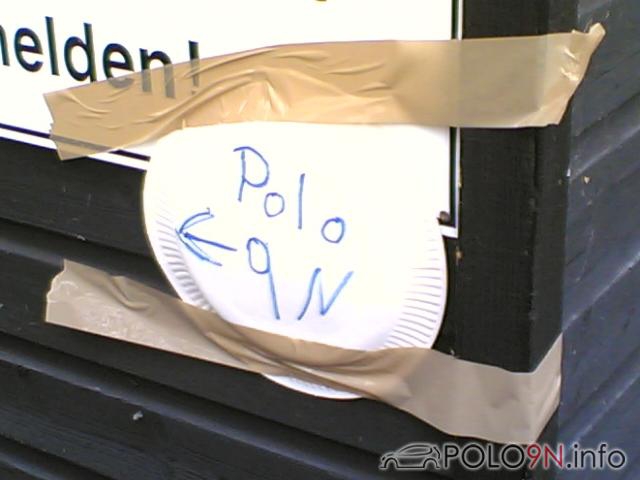 melden!
Polo
← 9N
POLO9N.info